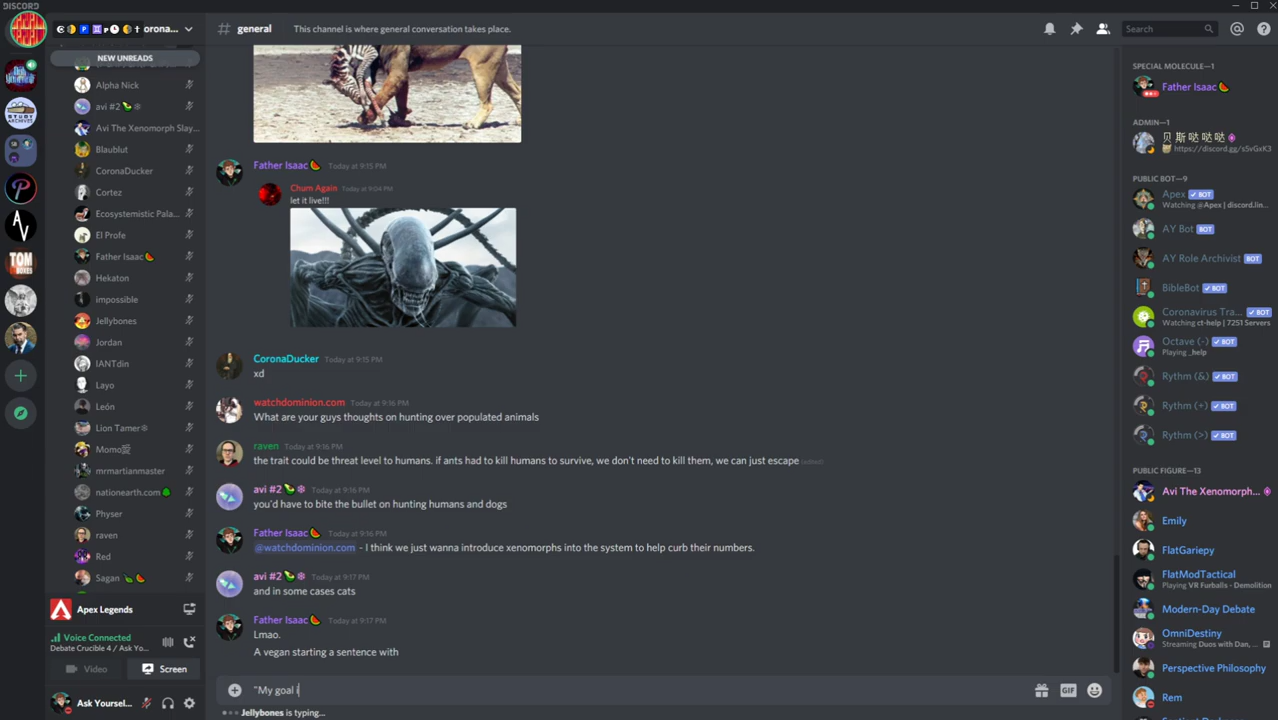 DISCORD
orona...
# general
This channel is where general conversation takes place.
Search
NEW UNREADS
Alpha Nick
avi #2
Avi The Xenomorph Slay...
Blaublut
CoronaDucker
Cortez
Ecosystemistic Pala...
El Profe
Father Isaac
Hekaton
impossible
Jellybones
Jordan
IANTdin
Layo
León
Lion Tamer
Momo
mrmartianmaster
nationearth.com
Physer
raven
Red
Sagan
Apex Legends
Voice Connected
Debate Crucible 4 / Ask Yo...
Video
Screen
Ask Yoursel...
STUDY ARCHIVES
AV
TOM BOXES
Father Isaac Today at 9:15 PM
Chum Again Today at 9:04 PM
let it live!!!
CoronaDucker Today at 9:15 PM
xd
watchdominion.com Today at 9:16 PM
What are your guys thoughts on hunting over populated animals
raven Today at 9:16 PM
the trait could be threat level to humans. if ants had to kill humans to survive, we don't need to kill them, we can just escape (edited)
avi #2 Today at 9:16 PM
you'd have to bite the bullet on hunting humans and dogs
Father Isaac Today at 9:16 PM
@watchdominion.com - I think we just wanna introduce xenomorphs into the system to help curb their numbers.
avi #2 Today at 9:17 PM
and in some cases cats
Father Isaac Today at 9:17 PM
Lmao.
A vegan starting a sentence with
"My goal i
GIF
Jellybones is typing...
SPECIAL MOLECULE—1
Father Isaac
ADMIN—1
贝斯哒哒哒
https://discord.gg/sSvGxK3
PUBLIC BOT—9
Apex BOT
Watching @Apex | discord.in...
AY Bot BOT
AY Role Archivist BOT
BibleBot BOT
Coronavirus Tra... BOT
Watching ct-help | 7251 Servers
Octave (-) BOT
Playing _help
Rythm (&) BOT
Rythm (+) BOT
Rythm (>) BOT
PUBLIC FIGURE—13
Avi The Xenomorph...
Emily
FlatGariepy
FlatModTactical
Playing VR Furballs - Demolition
Modern-Day Debate
OmniDestiny
Streaming Duos with Dan, ...
Perspective Philosophy
Rem